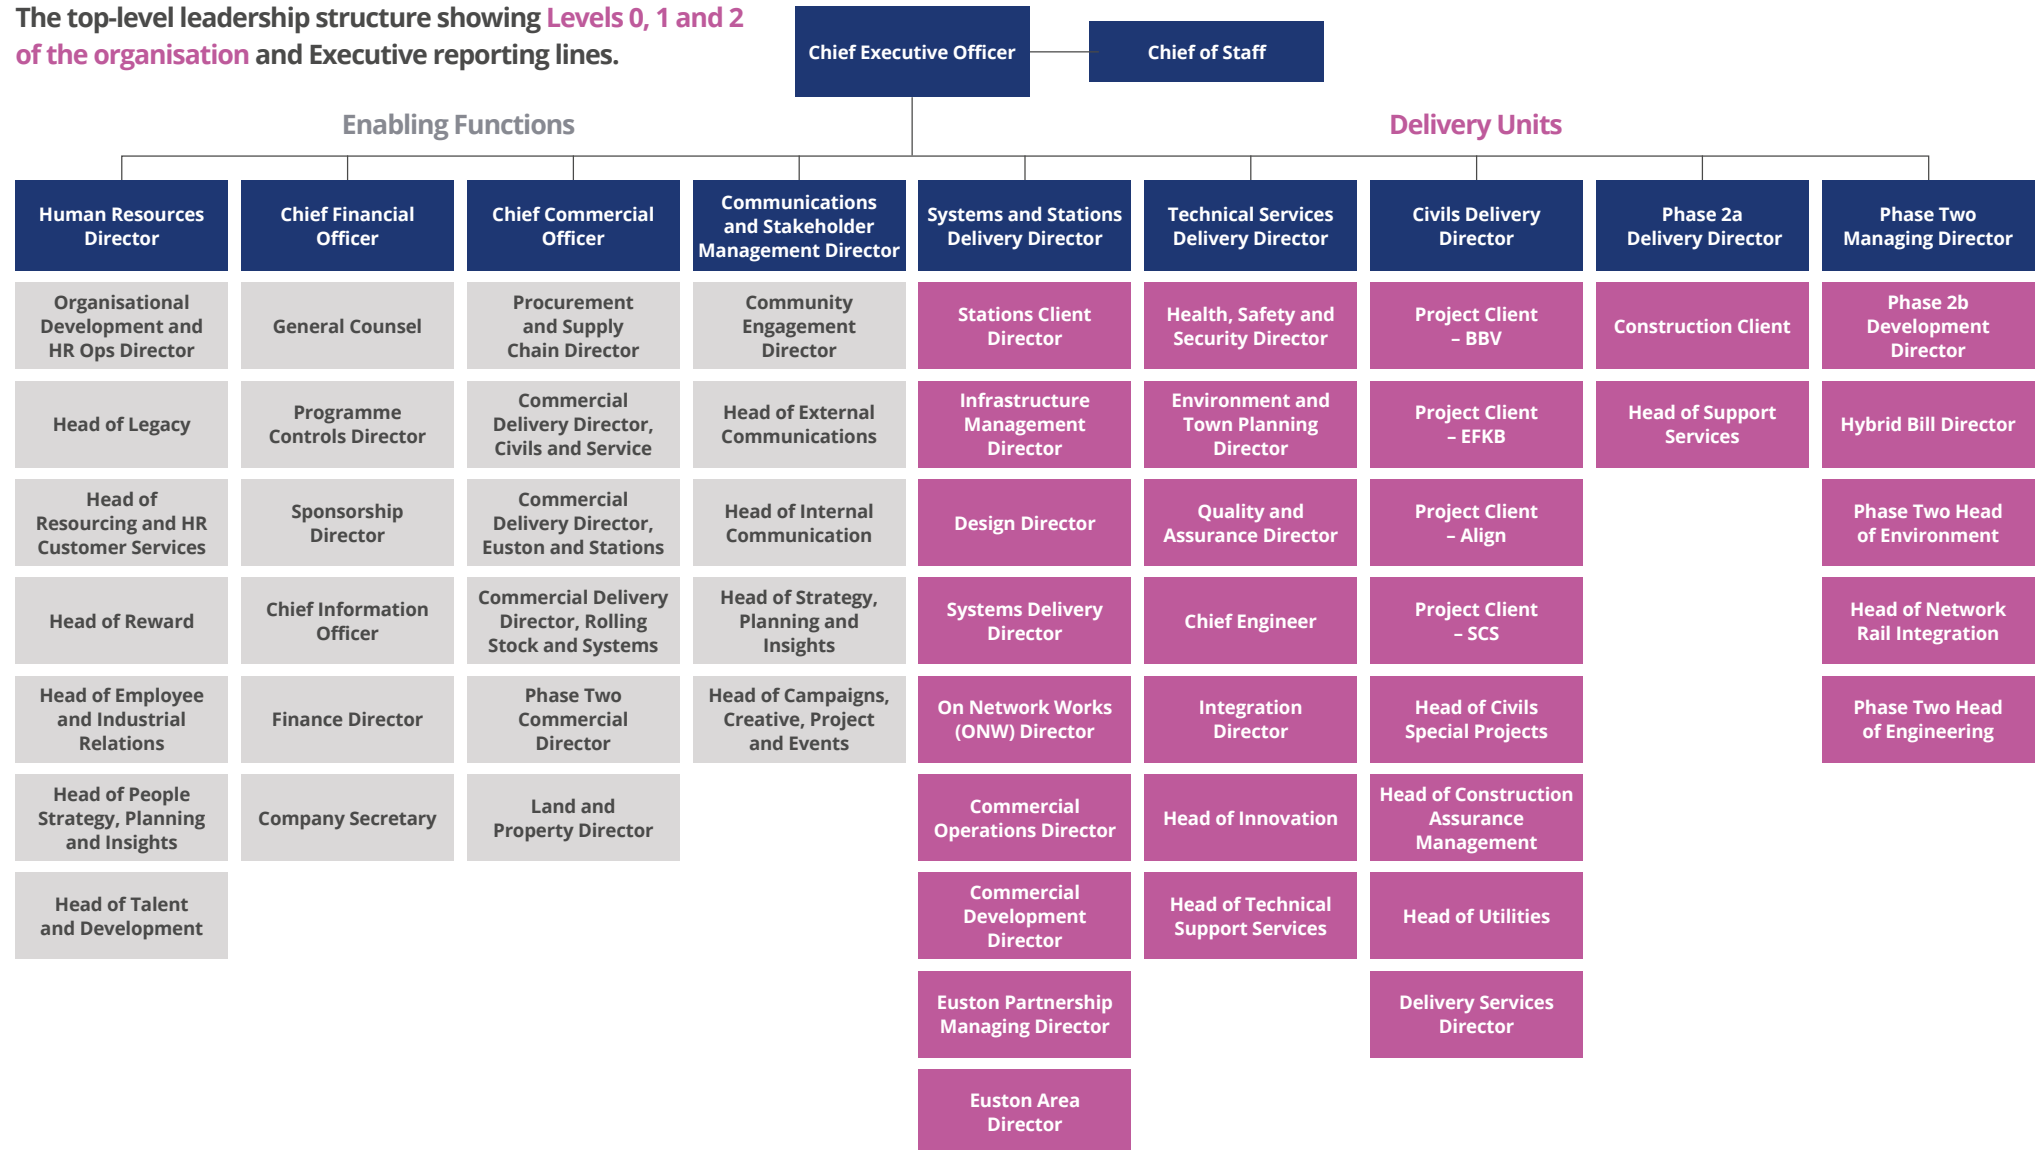 The top-level leadership structure showing Levels 0, 1 and 2
of the organisation and Executive reporting lines.
Chief Executive Officer
Chief of Staff
Enabling Functions
Delivery Units
Human Resources
Director
Organisational
Development and
HR Ops Director
Head of Legacy
Head of
Resourcing and HR
Customer Services
Head of Reward
Head of Employee
and Industrial
Relations
Head of People
Strategy, Planning
and Insights
Head of Talent
and Development
Chief Financial
Officer
General Counsel
Programme
Controls Director
Sponsorship
Director
Chief Information
Officer
Finance Director
Company Secretary
Chief Commercial
Officer
Procurement
and Supply
Chain Director
Commercial
Delivery Director,
Civils and Service
Commercial
Delivery Director,
Euston and Stations
Commercial Delivery
Director, Rolling
Stock and Systems
Phase Two
Commercial
Director
Land and
Property Director
Communications
and Stakeholder
Management Director
Community
Engagement
Director
Head of External
Communications
Head of Internal
Communication
Head of Strategy,
Planning and
Insights
Head of Campaigns,
Creative, Project
and Events
Systems and Stations
Delivery Director
Stations Client
Director
Infrastructure
Management
Director
Design Director
Systems Delivery
Director
On Network Works
(ONW) Director
Commercial
Operations Director
Commercial
Development
Director
Euston Partnership
Managing Director
Euston Area
Director
Technical Services
Delivery Director
Health, Safety and
Security Director
Environment and
Town Planning
Director
Quality and
Assurance Director
Chief Engineer
Integration
Director
Head of Innovation
Head of Technical
Support Services
Civils Delivery
Director
Project Client
– BBV
Project Client
– EFKB
Project Client
– Align
Project Client
– SCS
Head of Civils
Special Projects
Head of Construction
Assurance
Management
Head of Utilities
Delivery Services
Director
Phase 2a
Delivery Director
Construction Client
Head of Support
Services
Phase Two
Managing Director
Phase 2b
Development
Director
Hybrid Bill Director
Phase Two Head
of Environment
Head of Network
Rail Integration
Phase Two Head
of Engineering